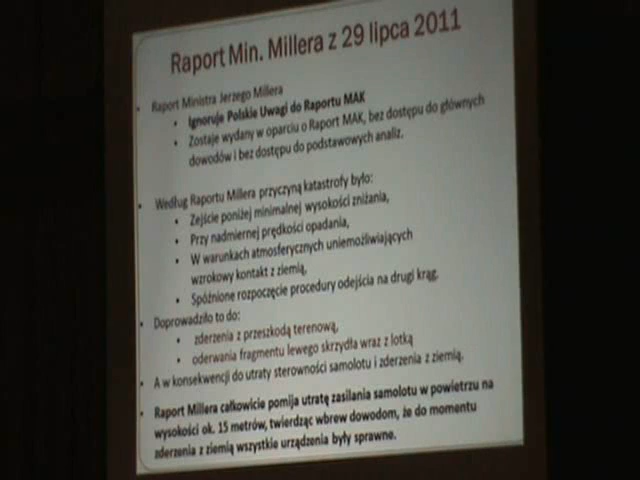 Raport Min. Millera z 29 lipca 2011
• Raport Ministra Jerzego Millera
• Ignoruje Polskie Uwagi do Raportu MAK
• Zostaje wydany w oparciu o Raport MAK, bez dostępu do głównych
dowodów i bez dostępu do podstawowych analiz.
• Według Raportu Millera przyczyną katastrofy było:
• Zejście poniżej minimalnej wysokości zniżania,
• Przy nadmiernej prędkości opadania,
• W warunkach atmosferycznych uniemożliwiających
wzrokowy kontakt z ziemią,
• Spóźnione rozpoczęcie procedury odejścia na drugi krąg.
• Doprowadziło to do:
• zderzenia z przeszkodą terenową,
• oderwania fragmentu lewego skrzydła wraz z lotką
• A w konsekwencji do utraty sterowności samolotu i zderzenia z ziemią.
• Raport Millera całkowicie pomija utratę zasilania samolotu w powietrzu na
wysokości ok. 15 metrów, twierdząc wbrew dowodom, że do momentu
zderzenia z ziemią wszystkie urządzenia były sprawne.